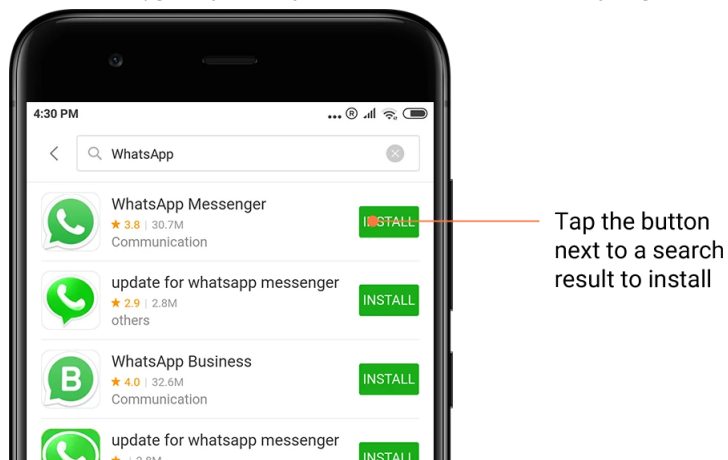 4:30 PM
WhatsApp
WhatsApp Messenger
INSTALL
★ 3.8 | 30.7M
Communication
Tap the button
next to a search
result to install
update for whatsapp messenger
INSTALL
★ 2.9 | 2.8M
others
WhatsApp Business
INSTALL
★ 4.0 | 32.6M
Communication
update for whatsapp messenger
INSTALL
2.8M